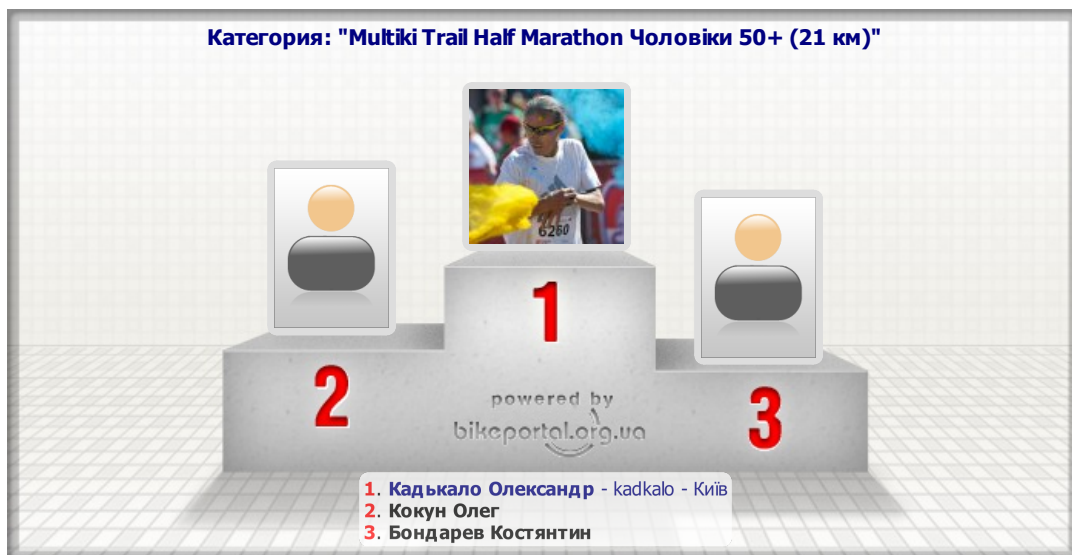 Категория: "Multiki Trail Half Marathon Чоловіки 50+ (21 км)"
6260
1
2
3
powered by
bikeportal.org.ua
1. Кадькало Олександр - kadkalo - Київ
2. Кокун Олег
3. Бондарев Костянтин